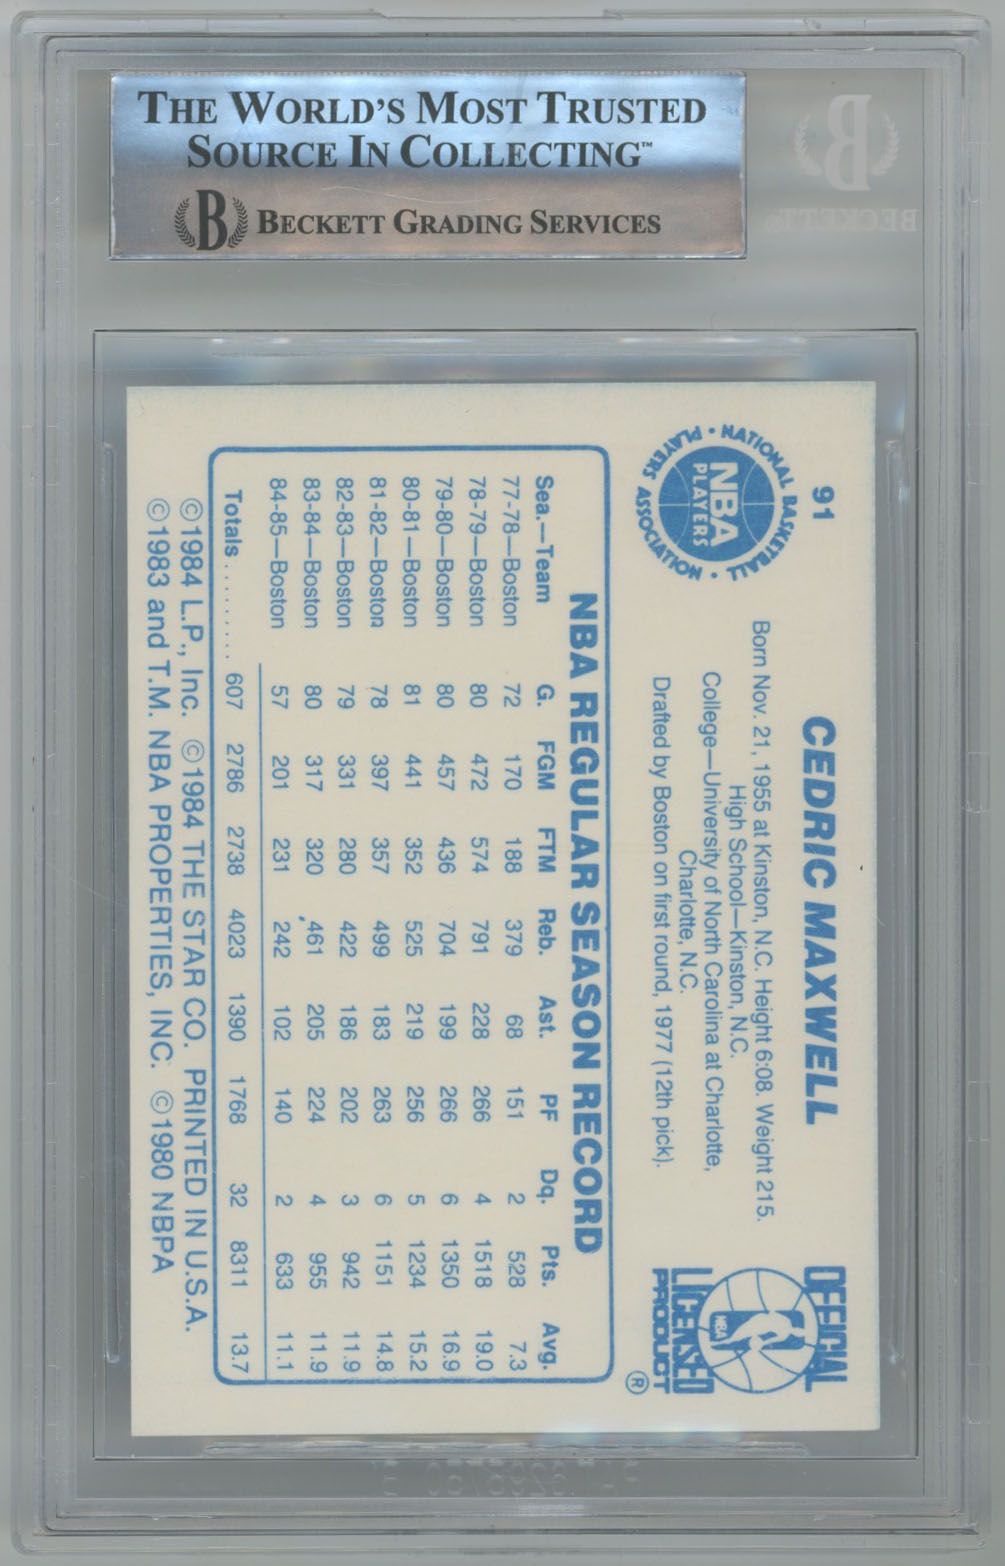 THE WORLD'S MOST TRUSTED
SOURCE IN COLLECTING™
B BECKETT GRADING SERVICES
B
BECKETT®
91
NATIONAL BASKETBALL
PLAYERS ASSOCIATION
NBA
PLAYERS
CEDRIC MAXWELL
Born Nov. 21, 1955 at Kinston, N.C. Height 6:08. Weight 215.
High School—Kinston, N.C.
College—University of North Carolina at Charlotte,
Charlotte, N.C.
Drafted by Boston on first round, 1977 (12th pick).
OFFICIAL
NBA
LICENSED
PRODUCT
®
NBA REGULAR SEASON RECORD
Sea.—Team G. FGM FTM Reb. Ast. PF Dq. Pts. Avg.
77-78—Boston 72 170 188 379 68 151 2 528 7.3
78-79—Boston 80 472 574 791 228 266 4 1518 19.0
79-80—Boston 80 457 436 704 199 266 6 1350 16.9
80-81—Boston 81 441 352 525 219 256 5 1234 15.2
81-82—Boston 78 397 357 499 183 263 6 1151 14.8
82-83—Boston 79 331 280 422 186 202 3 942 11.9
83-84—Boston 80 317 320 461 205 224 4 955 11.9
84-85—Boston 57 201 231 242 102 140 2 633 11.1
Totals......... 607 2786 2738 4023 1390 1768 32 8311 13.7
©1984 L.P., Inc. ©1984 THE STAR CO. PRINTED IN U.S.A.
©1983 and T.M. NBA PROPERTIES, INC. ©1980 NBPA